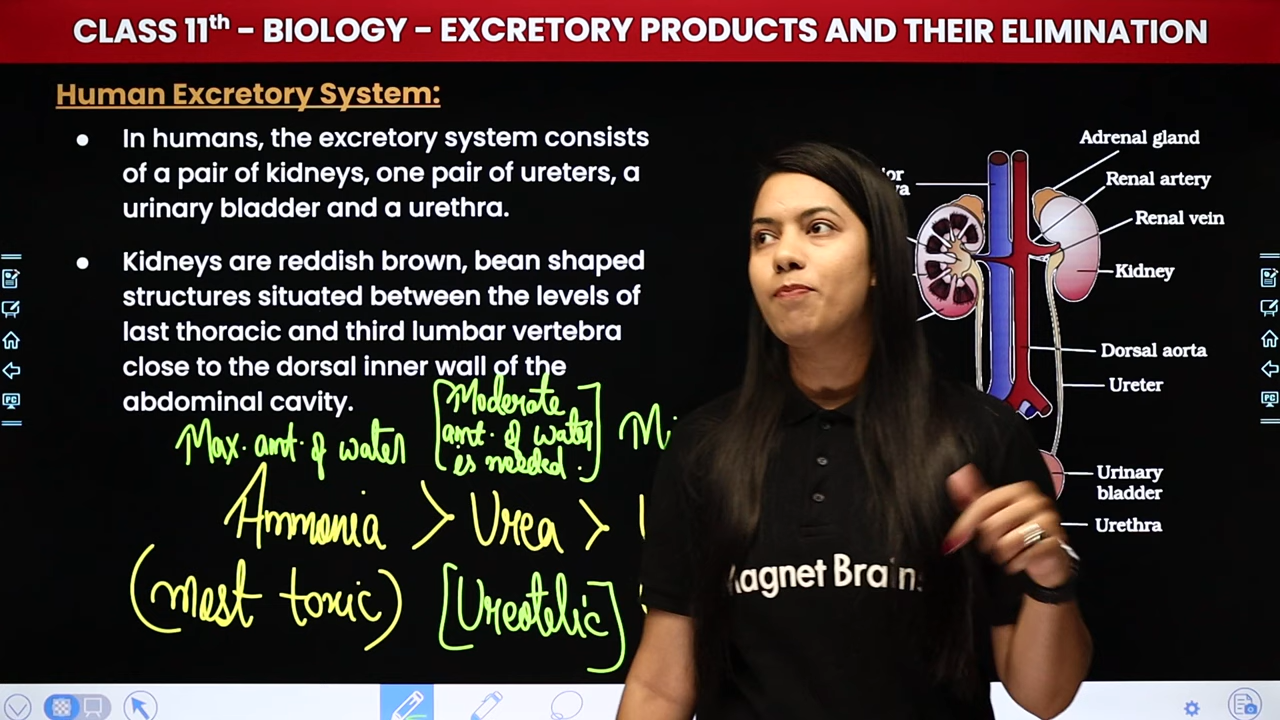 CLASS 11th - BIOLOGY - EXCRETORY PRODUCTS AND THEIR ELIMINATION
Human Excretory System:
• In humans, the excretory system consists
of a pair of kidneys, one pair of ureters, a
urinary bladder and a urethra.
• Kidneys are reddish brown, bean shaped
structures situated between the levels of
last thoracic and third lumbar vertebra
close to the dorsal inner wall of the
abdominal cavity.
Max. amt. of water
[Moderate
amt. of water
is needed.]
Ammonia > Urea >
(most toxic)
[Ureotelic]
Adrenal gland
Renal artery
Renal vein
Kidney
Dorsal aorta
Ureter
Urinary
bladder
Urethra
Magnet Brains
PC
PC